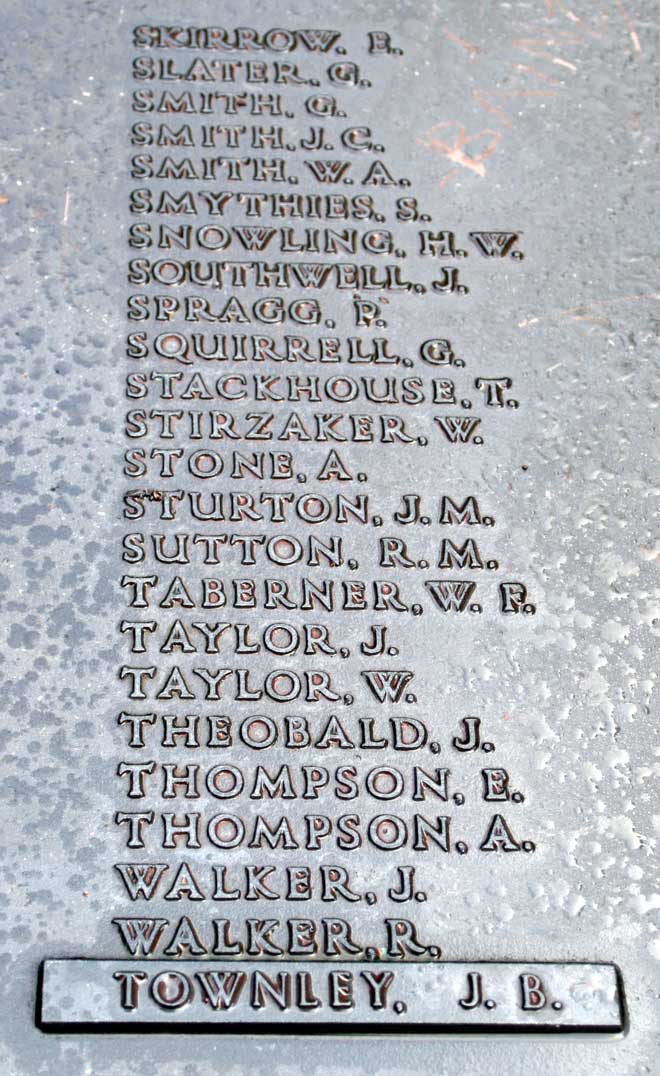 SKIRROW. E.
SLATER. G.
SMITH. G.
SMITH. J. C.
SMITH. W. A.
SMYTHIES. S.
SNOWLING. H. W.
SOUTHWELL. J.
SPRAGG. P.
SQUIRRELL. G.
STACKHOUSE, T.
STIRZAKER, W.
STONE, A.
STURTON, J. M.
SUTTON, R. M.
TABERNER, W. F.
TAYLOR, J.
TAYLOR, W.
THEOBALD, J.
THOMPSON, E.
THOMPSON, A.
WALKER, J.
WALKER, R.
TOWNLEY, J. B.